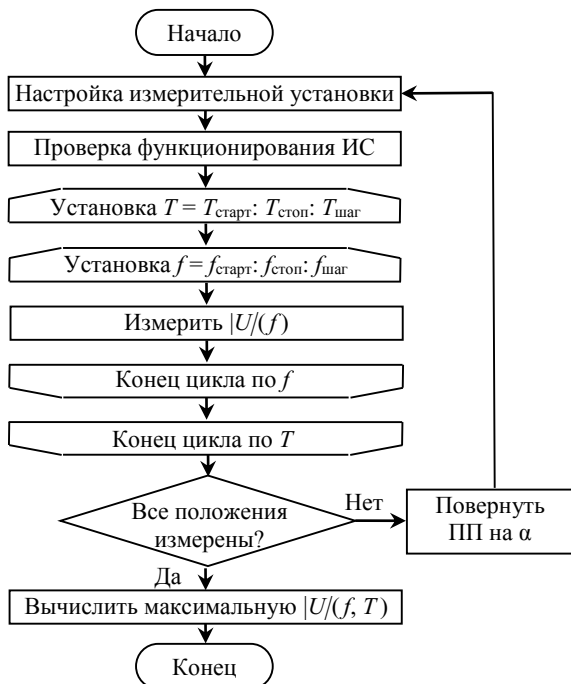 Начало
Настройка измерительной установки
Проверка функционирования ИС
Установка T = Tстарт: Tстоп: Tшаг
Установка f = fстарт: fстоп: fшаг
Измерить |U|(f)
Конец цикла по f
Конец цикла по T
Все положения
измерены?
Нет
Повернуть
ПП на α
Да
Вычислить максимальную |U|(f, T)
Конец